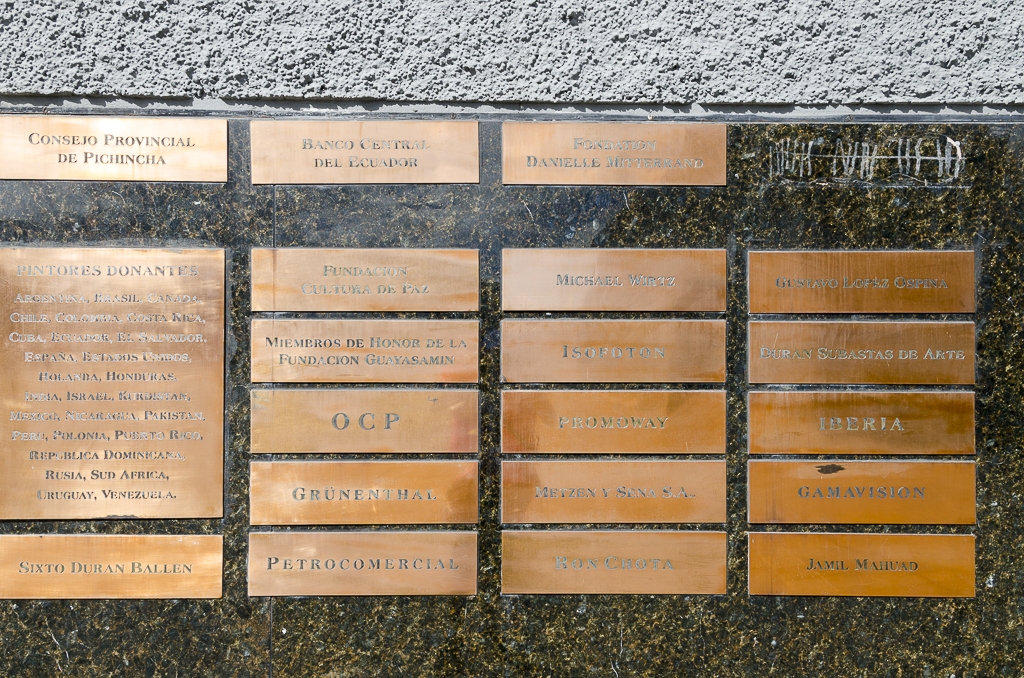 CONSEJO PROVINCIAL
DE PICHINCHA
BANCO CENTRAL
DEL ECUADOR
FONDATION
DANIELLE MITTERRAND
PINTORES DONANTES
ARGENTINA, BRASIL, CANADA,
CHILE, COLOMBIA, COSTA RICA,
CUBA, ECUADOR, EL SALVADOR,
ESPAÑA, ESTADOS UNIDOS,
HOLANDA, HONDURAS,
INDIA, ISRAEL, KURDISTAN,
MEXICO, NICARAGUA, PAKISTAN,
PERU, POLONIA, PUERTO RICO,
REPUBLICA DOMINICANA,
RUSIA, SUD AFRICA,
URUGUAY, VENEZUELA.
SIXTO DURAN BALLEN
FUNDACION
CULTURA DE PAZ
MIEMBROS DE HONOR DE LA
FUNDACION GUAYASAMIN
OCP
GRÜNENTHAL
PETROCOMERCIAL
MICHAEL WIRTZ
ISOFOTON
PROMOWAY
METZEN Y SENA S.A.
RON CHOTA
GUSTAVO LOPEZ OSPINA
DURAN SUBASTAS DE ARTE
IBERIA
GAMAVISION
JAMIL MAHUAD